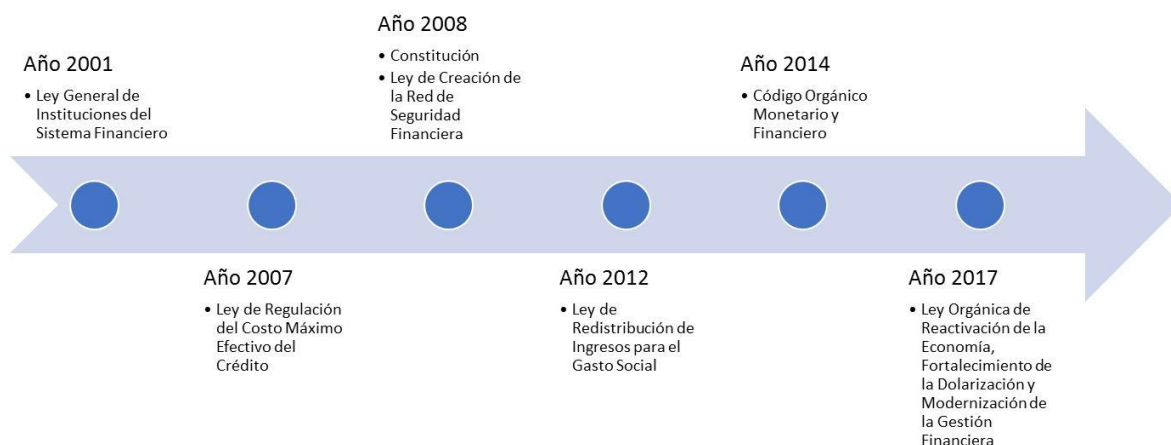 Año 2001
• Ley General de
Instituciones del
Sistema Financiero
Año 2007
• Ley de Regulación
del Costo Máximo
Efectivo del
Crédito
Año 2008
• Constitución
• Ley de Creación de
la Red de
Seguridad
Financiera
Año 2012
• Ley de
Redistribución de
Ingresos para el
Gasto Social
Año 2014
• Código Orgánico
Monetario y
Financiero
Año 2017
• Ley Orgánica de
Reactivación de la
Economía,
Fortalecimiento de
la Dolarización y
Modernización de
la Gestión
Financiera